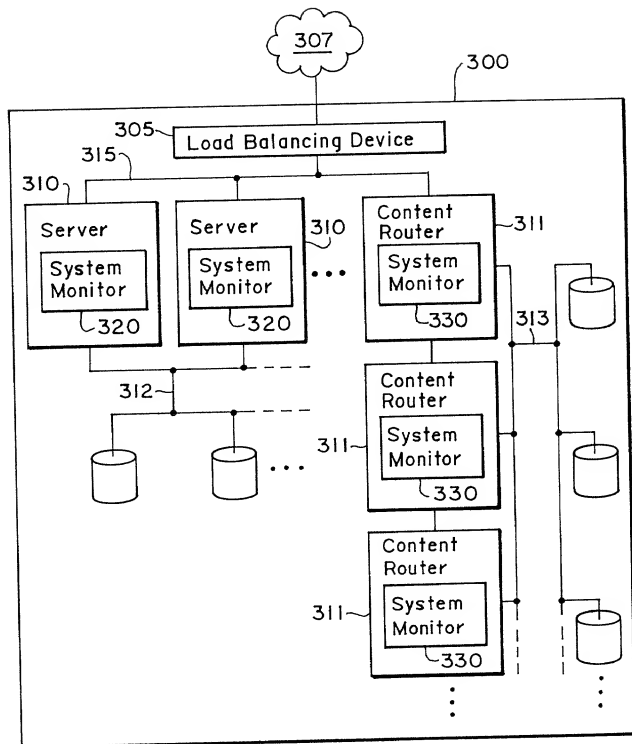 307
300
305
Load Balancing Device
315
310
Server
System
Monitor
320
Server
310
System
Monitor
320
Content
Router
311
System
Monitor
330
313
312
Content
Router
311
System
Monitor
330
Content
Router
311
System
Monitor
330